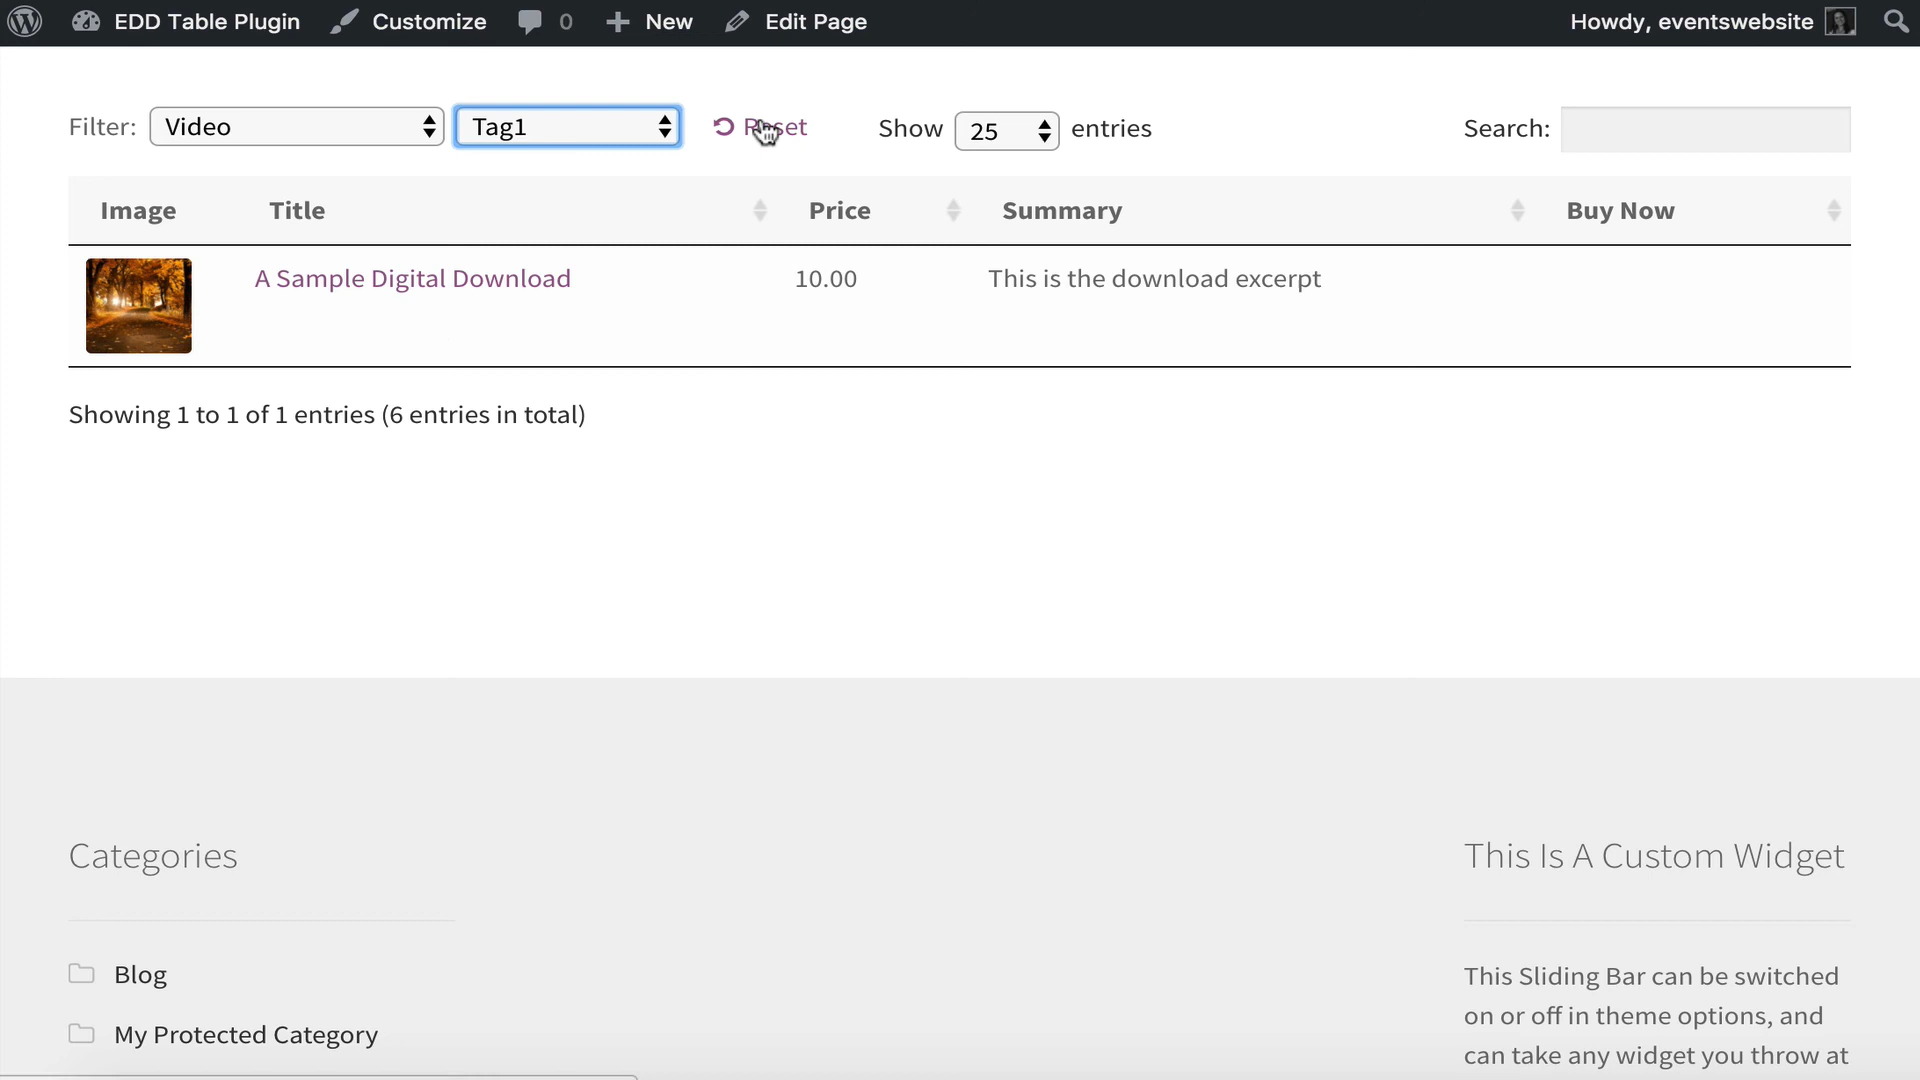 EDD Table Plugin Customize 0 New Edit Page Howdy, eventswebsite
Filter: Video Tag1 Reset Show 25 entries Search:
Image Title Price Summary Buy Now
A Sample Digital Download 10.00 This is the download excerpt
Showing 1 to 1 of 1 entries (6 entries in total)
Categories
Blog
My Protected Category
This Is A Custom Widget
This Sliding Bar can be switched
on or off in theme options, and
can take any widget you throw at